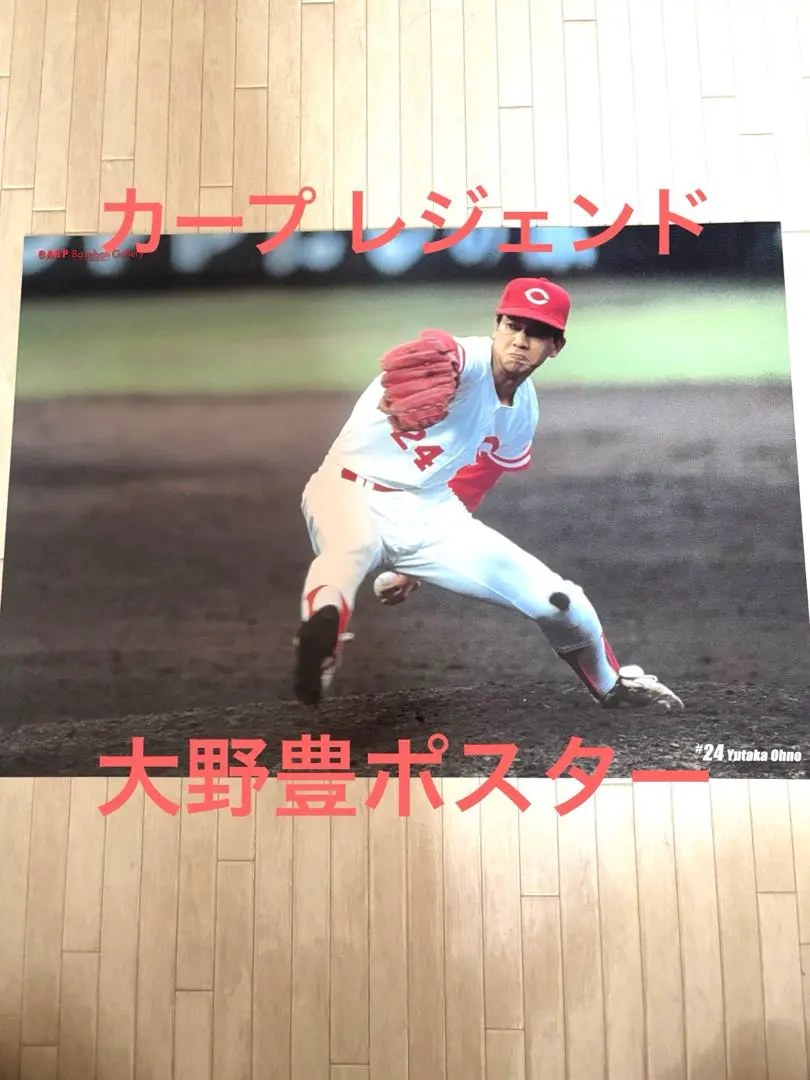 カープ レジェンド
CARP Baseball Gallery
24
C
#24 Yutaka Ohno
大野豊ポスター